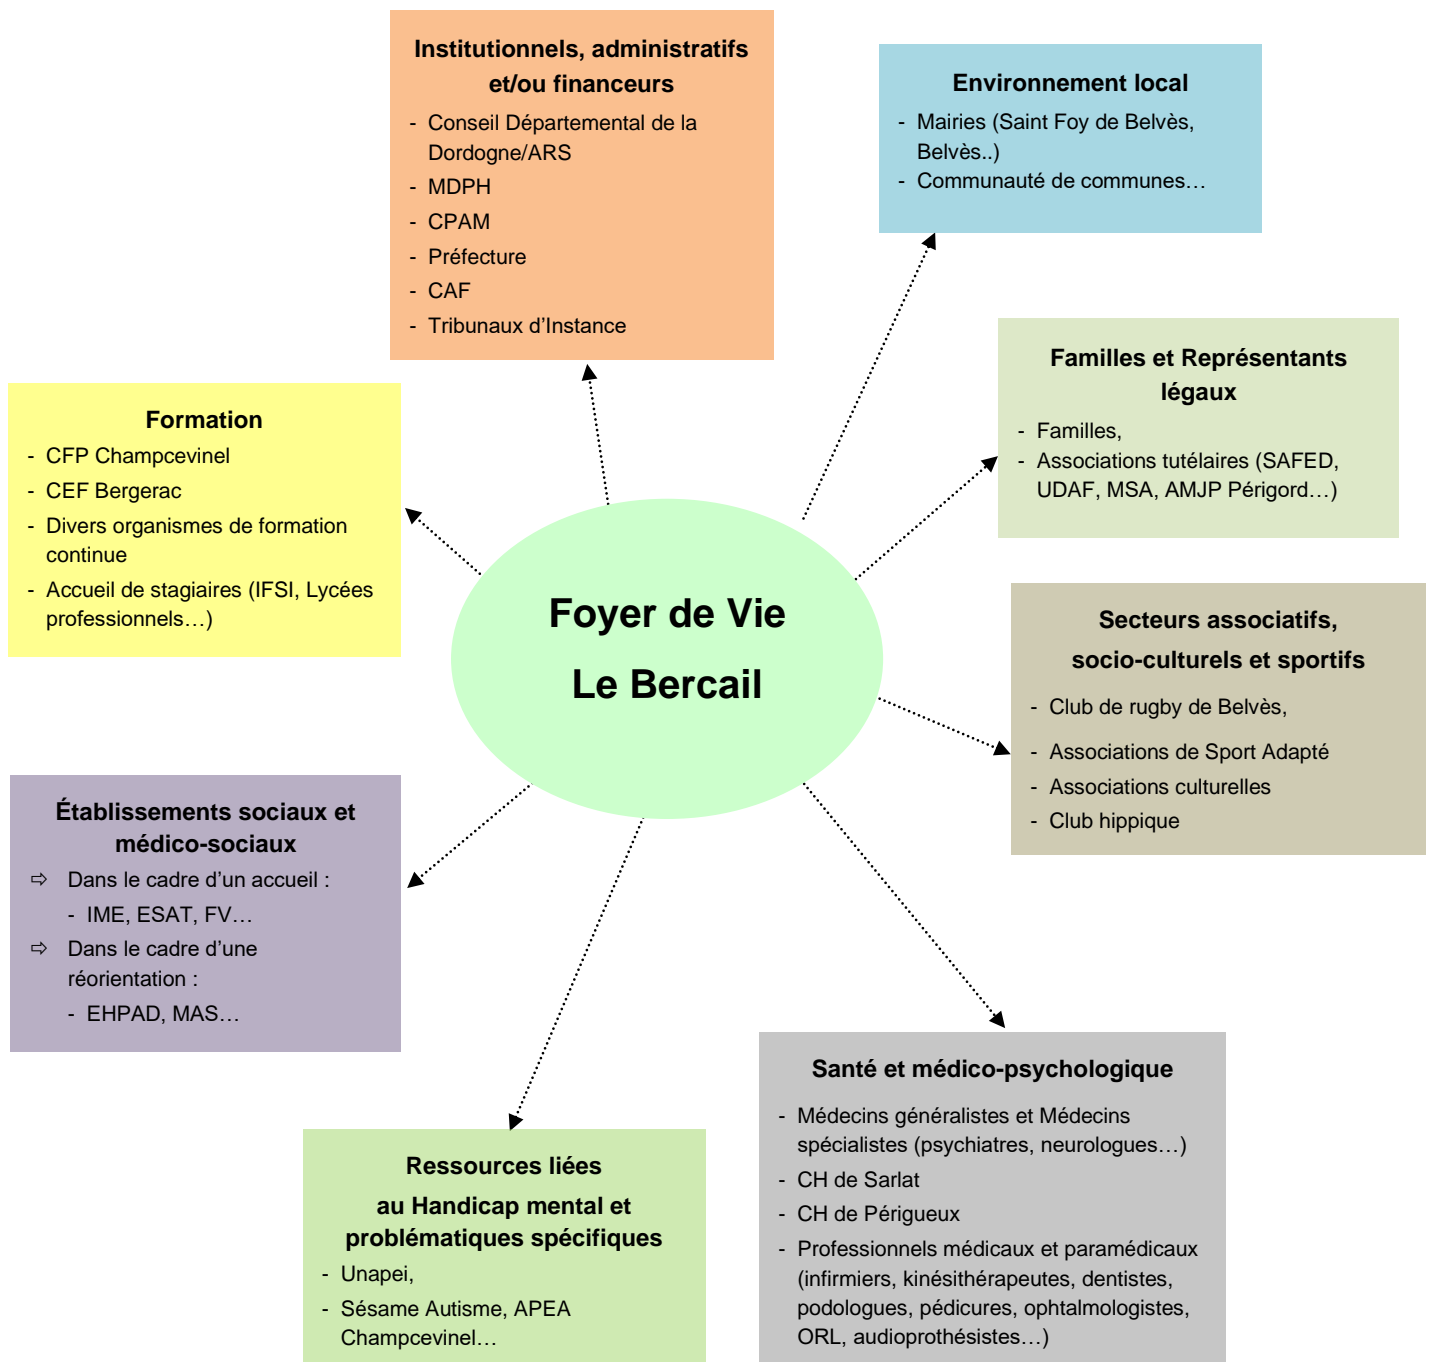 Institutionnels, administratifs
et/ou financeurs
- Conseil Départemental de la
Dordogne/ARS
- MDPH
- CPAM
- Préfecture
- CAF
- Tribunaux d’Instance
Environnement local
- Mairies (Saint Foy de Belvès,
Belvès..)
- Communauté de communes…
Familles et Représentants
légaux
- Familles,
- Associations tutélaires (SAFED,
UDAF, MSA, AMJP Périgord…)
Formation
- CFP Champcevinel
- CEF Bergerac
- Divers organismes de formation
continue
- Accueil de stagiaires (IFSI, Lycées
professionnels…)
Foyer de Vie
Le Bercail
Secteurs associatifs,
socio-culturels et sportifs
- Club de rugby de Belvès,
- Associations de Sport Adapté
- Associations culturelles
- Club hippique
Établissements sociaux et
médico-sociaux
⇨ Dans le cadre d’un accueil :
- IME, ESAT, FV…
⇨ Dans le cadre d’une
réorientation :
- EHPAD, MAS…
Santé et médico-psychologique
- Médecins généralistes et Médecins
spécialistes (psychiatres, neurologues…)
- CH de Sarlat
- CH de Périgueux
- Professionnels médicaux et paramédicaux
(infirmiers, kinésithérapeutes, dentistes,
podologues, pédicures, ophtalmologistes,
ORL, audioprothésistes…)
Ressources liées
au Handicap mental et
problématiques spécifiques
- Unapei,
- Sésame Autisme, APEA
Champcevinel…